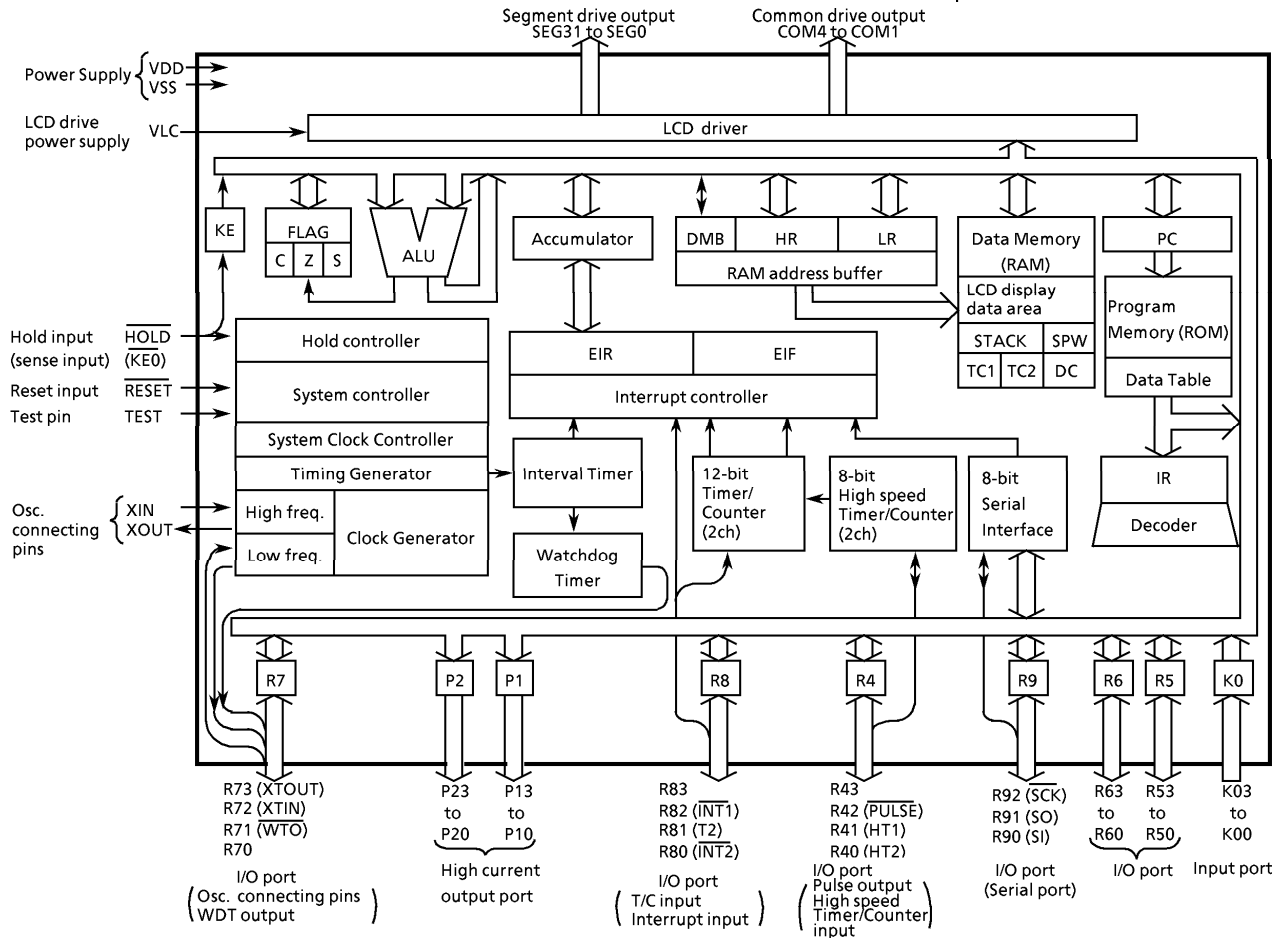 Segment drive output
SEG31 to SEG0
Common drive output
COM4 to COM1
Power Supply
VDD
VSS
LCD drive
power supply
VLC
LCD driver
KE
FLAG
C Z S
ALU
Accumulator
DMB HR LR
RAM address buffer
Data Memory
(RAM)
LCD display
data area
STACK SPW
TC1 TC2 DC
PC
Program
Memory (ROM)
Data Table
Hold input
(sense input)
HOLD
(KE0)
Reset input RESET
Test pin TEST
Hold controller
System controller
System Clock Controller
Timing Generator
High freq.
Low freq.
Clock Generator
Osc.
connecting
pins
XIN
XOUT
EIR EIF
Interrupt controller
Interval Timer
Watchdog
Timer
12-bit
Timer/
Counter
(2ch)
8-bit
High speed
Timer/Counter
(2ch)
8-bit
Serial
Interface
IR
Decoder
R7 P2 P1 R8 R4 R9 R6 R5 K0
R73 (XTOUT)
R72 (XTIN)
R71 (WTO)
R70
I/O port
Osc. connecting pins
WDT output
P23
to
P20
P13
to
P10
High current
output port
R83
R82 (INT1)
R81 (T2)
R80 (INT2)
I/O port
T/C input
Interrupt input
R43
R42 (PULSE)
R41 (HT1)
R40 (HT2)
I/O port
Pulse output
High speed
Timer/Counter
input
R92 (SCK)
R91 (SO)
R90 (SI)
I/O port
(Serial port)
R63
to
R60
R53
to
R50
I/O port
K03
to
K00
Input port